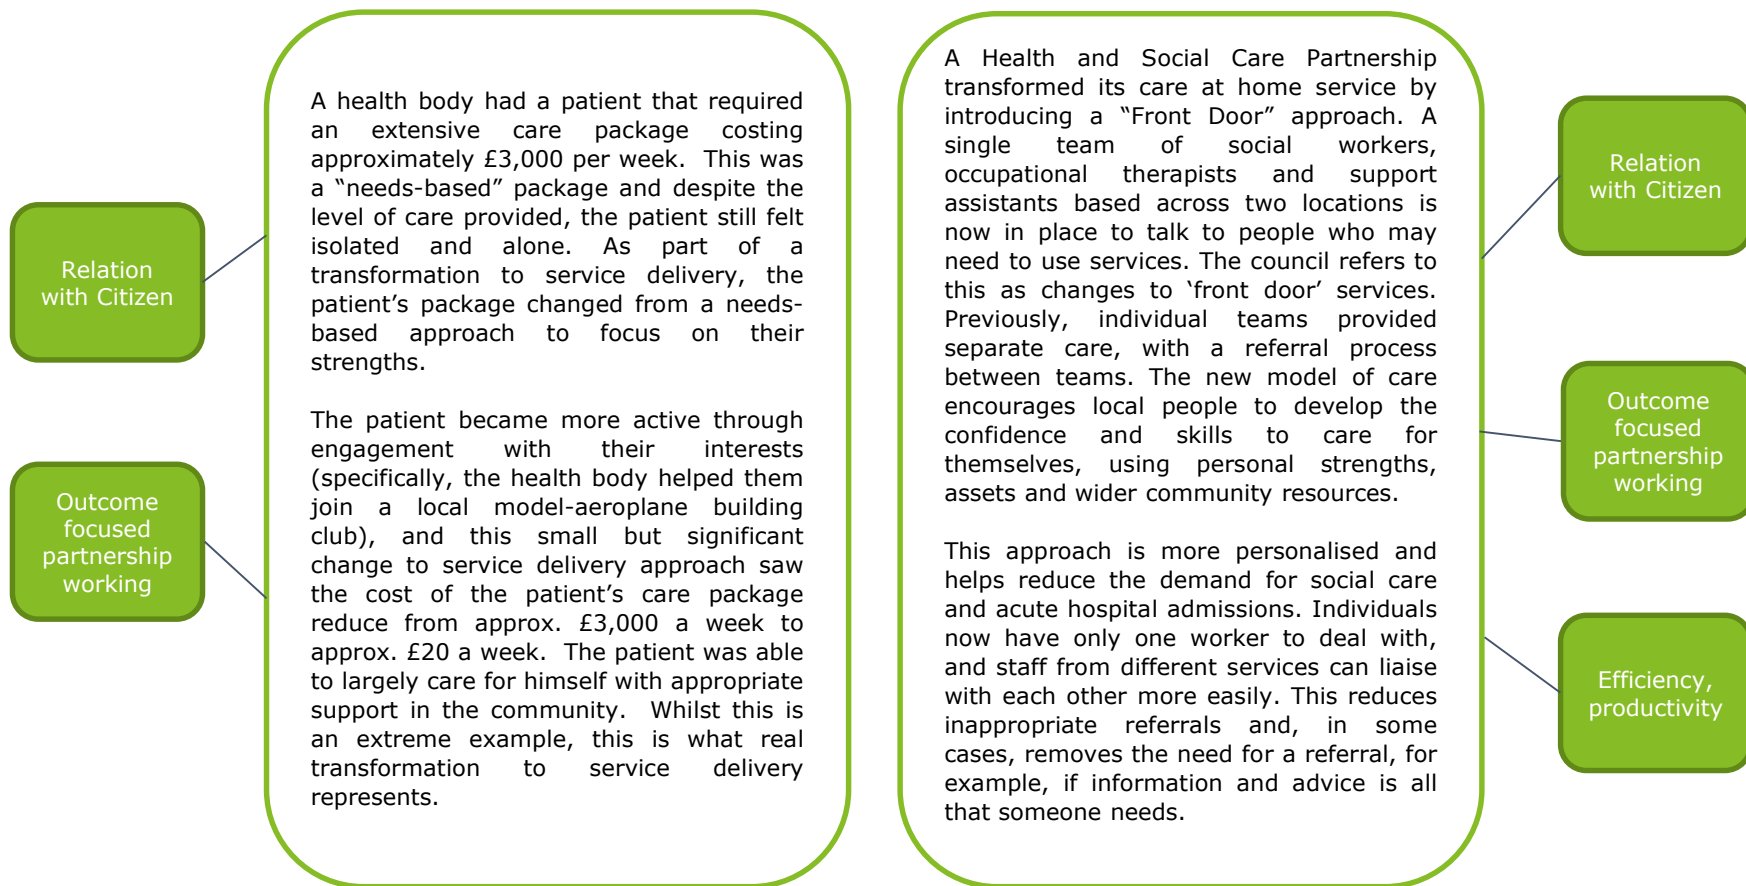 Relation
with Citizen
Outcome
focused
partnership
working
A health body had a patient that required
an extensive care package costing
approximately £3,000 per week. This was
a “needs-based” package and despite the
level of care provided, the patient still felt
isolated and alone. As part of a
transformation to service delivery, the
patient’s package changed from a needs-
based approach to focus on their
strengths.
The patient became more active through
engagement with their interests
(specifically, the health body helped them
join a local model-aeroplane building
club), and this small but significant
change to service delivery approach saw
the cost of the patient’s care package
reduce from approx. £3,000 a week to
approx. £20 a week. The patient was able
to largely care for himself with appropriate
support in the community. Whilst this is
an extreme example, this is what real
transformation to service delivery
represents.
A Health and Social Care Partnership
transformed its care at home service by
introducing a “Front Door” approach. A
single team of social workers,
occupational therapists and support
assistants based across two locations is
now in place to talk to people who may
need to use services. The council refers to
this as changes to ‘front door’ services.
Previously, individual teams provided
separate care, with a referral process
between teams. The new model of care
encourages local people to develop the
confidence and skills to care for
themselves, using personal strengths,
assets and wider community resources.
This approach is more personalised and
helps reduce the demand for social care
and acute hospital admissions. Individuals
now have only one worker to deal with,
and staff from different services can liaise
with each other more easily. This reduces
inappropriate referrals and, in some
cases, removes the need for a referral, for
example, if information and advice is all
that someone needs.
Relation
with Citizen
Outcome
focused
partnership
working
Efficiency,
productivity